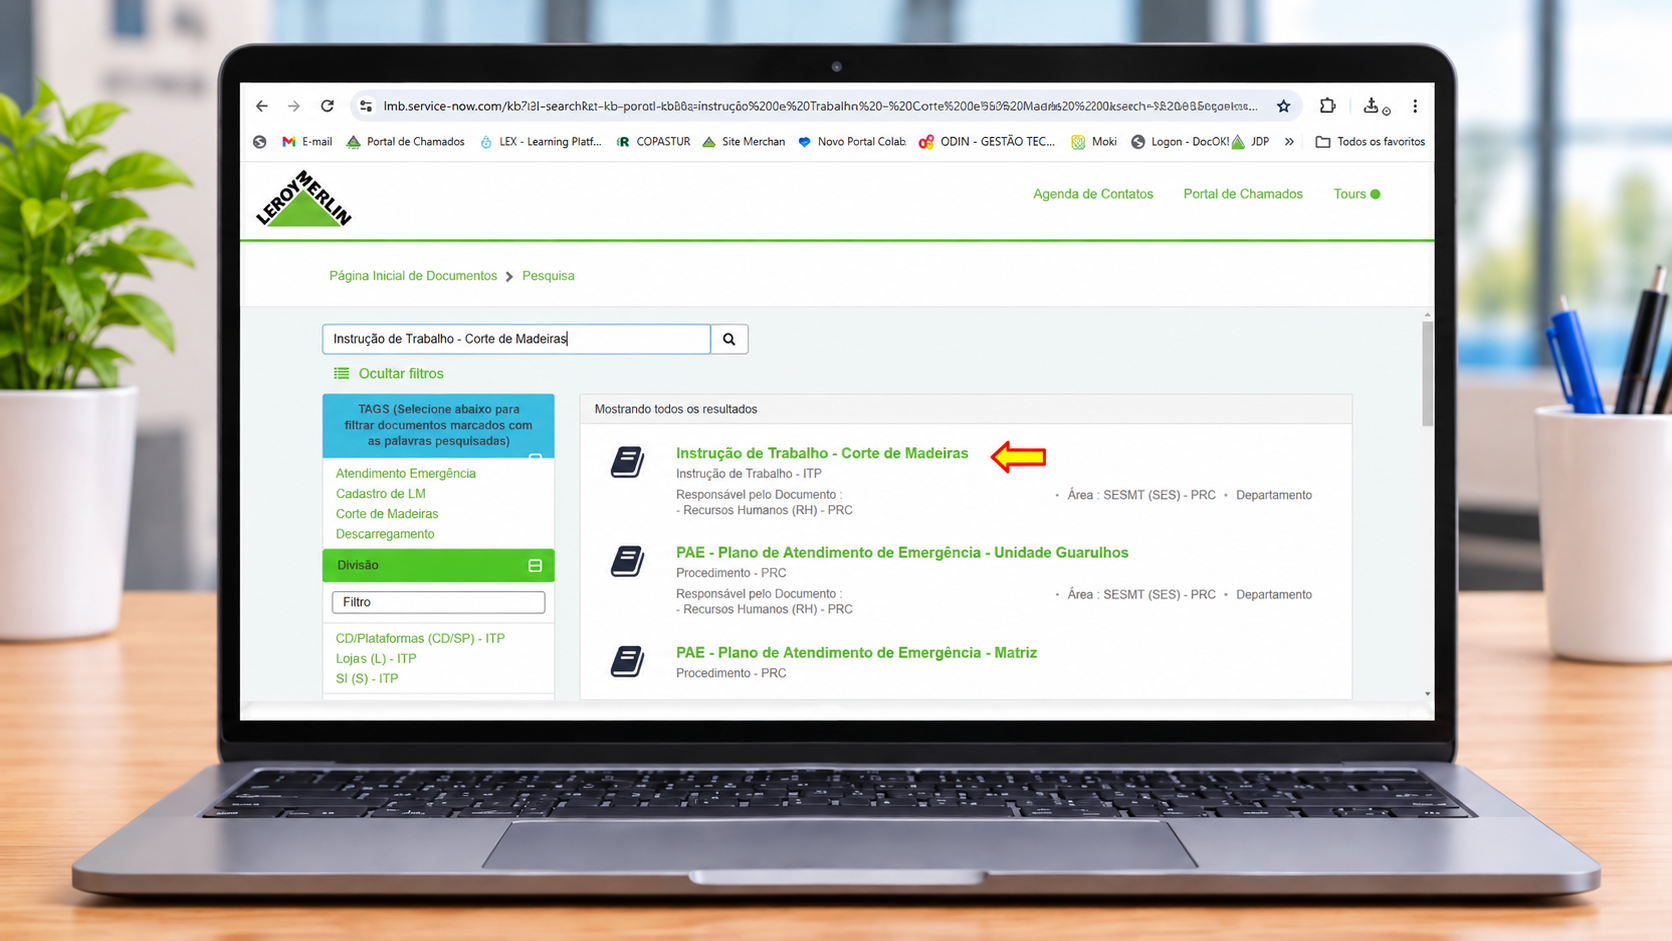 E-mail
Portal de Chamados
LEX - Learning Platf...
COPASTUR
Site Merchan
Novo Portal Colab.
ODIN - GESTÃO TEC...
Moki
Logon - DocOK!
JDP
»
Todos os favoritos
LEROY MERLIN
Agenda de Contatos
Portal de Chamados
Tours
Página Inicial de Documentos
Pesquisa
Instrução de Trabalho - Corte de Madeiras
Ocultar filtros
TAGS (Selecione abaixo para
filtrar documentos marcados com
as palavras pesquisadas)
Atendimento Emergência
Cadastro de LM
Corte de Madeiras
Descarregamento
Divisão
Filtro
CD/Plataformas (CD/SP) - ITP
Lojas (L) - ITP
SI (S) - ITP
Mostrando todos os resultados
Instrução de Trabalho - Corte de Madeiras
Instrução de Trabalho - ITP
Responsável pelo Documento :
- Recursos Humanos (RH) - PRC
• Área : SESMT (SES) - PRC • Departamento
PAE - Plano de Atendimento de Emergência - Unidade Guarulhos
Procedimento - PRC
Responsável pelo Documento :
- Recursos Humanos (RH) - PRC
• Área : SESMT (SES) - PRC • Departamento
PAE - Plano de Atendimento de Emergência - Matriz
Procedimento - PRC